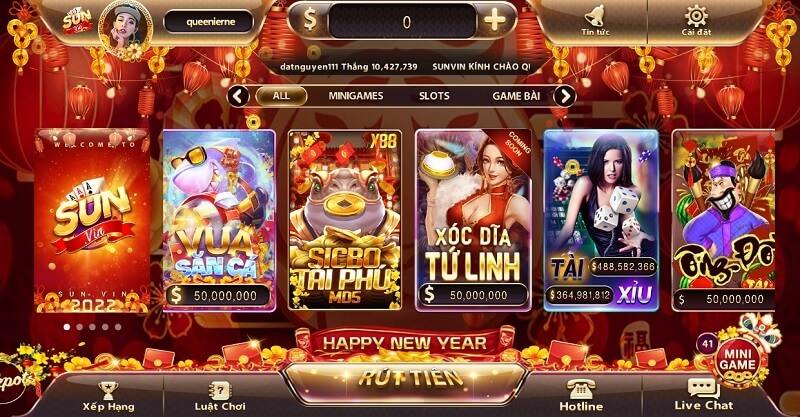 SUN
Vin
queenierne
$
0
+
Tin tức
Cài đặt
datnguyen111 Thắng 10,427,739 SUNVIN KÍNH CHÀO Q
ALL
MINIGAMES
SLOTS
GAME BÀI
WELCOME TO
SUN
Vin
SUN VIN
2022
VUA
SĂN CÁ
$ 50,000,000
X88
SICBO
TÀI PHÚ
MD5
COMING SOON
XÓC DĨA
TỨ LINH
$ 50,000,000
TÀI
$488,582,366
$364,981,812
XỈU
$ 50,000,000
HAPPY NEW YEAR
RÚT TIỀN
41
MINI
GAME
Xếp Hạng
Luật Chơi
Hotline
Live Chat